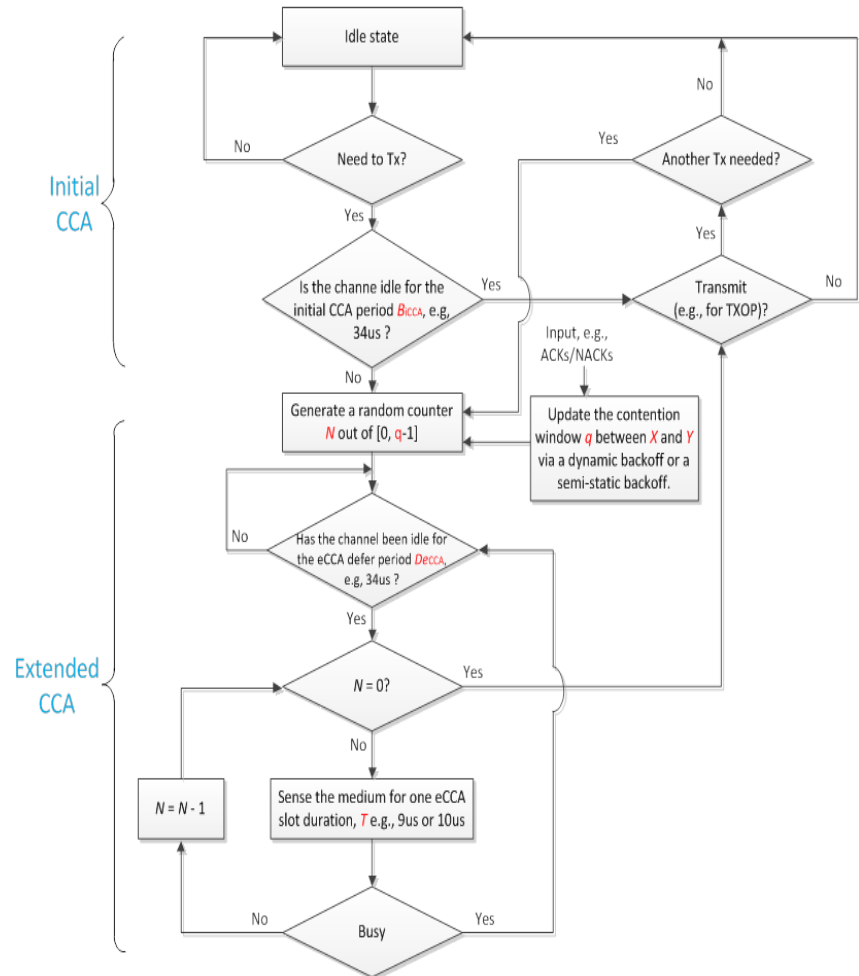 Idle state
No
No
Need to Tx?
Yes
Another Tx needed?
Initial
CCA
Yes
Yes
Is the channe idle for the
initial CCA period BiCCA, e.g,
34us ?
Yes
Transmit
(e.g., for TXOP)?
No
Input, e.g.,
ACKs/NACKs
No
Generate a random counter
N out of [0, q-1]
Update the contention
window q between X and Y
via a dynamic backoff or a
semi-static backoff.
No
Has the channel been idle for
the eCCA defer period DeCCA,
e.g, 34us ?
Yes
Extended
CCA
N = 0?
Yes
No
N = N - 1
Sense the medium for one eCCA
slot duration, T e.g., 9us or 10us
No
Busy
Yes